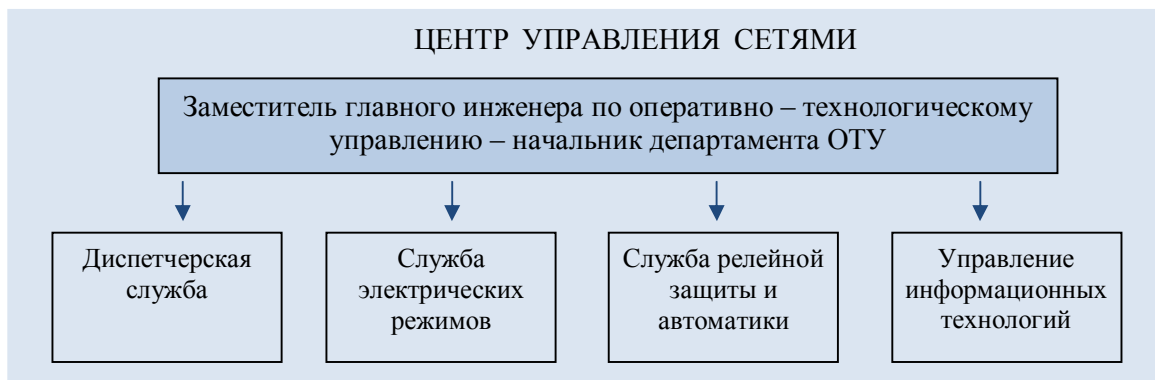 ЦЕНТР УПРАВЛЕНИЯ СЕТЯМИ
Заместитель главного инженера по оперативно – технологическому
управлению – начальник департамента ОТУ
Диспетчерская
служба
Служба
электрических
режимов
Служба релейной
защиты и
автоматики
Управление
информационных
технологий